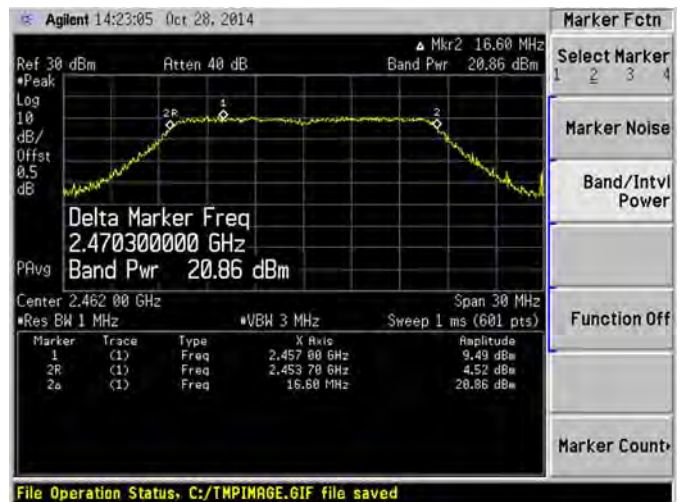 Agilent 14:23:05 Oct 28, 2014
Marker Fctn
Δ Mkr2 16.60 MHz
Ref 30 dBm Atten 40 dB Band Pwr 20.86 dBm
#Peak
Log
10
dB/
Offst
0.5
dB
2R
1
2
Delta Marker Freq
2.470300000 GHz
Band Pwr 20.86 dBm
PAvg
Center 2.462 00 GHz Span 30 MHz
#Res BW 1 MHz #VBW 3 MHz Sweep 1 ms (601 pts)
Marker Trace Type X Axis Amplitude
1 (1) Freq 2.457 00 GHz 9.49 dBm
2R (1) Freq 2.453 70 GHz 4.52 dBm
2Δ (1) Freq 16.60 MHz 20.86 dBm
Select Marker
1 2 3 4
Marker Noise
Band/Intvl
Power
Function Off
Marker Count
File Operation Status, C:/TMPIMAGE.GIF file saved